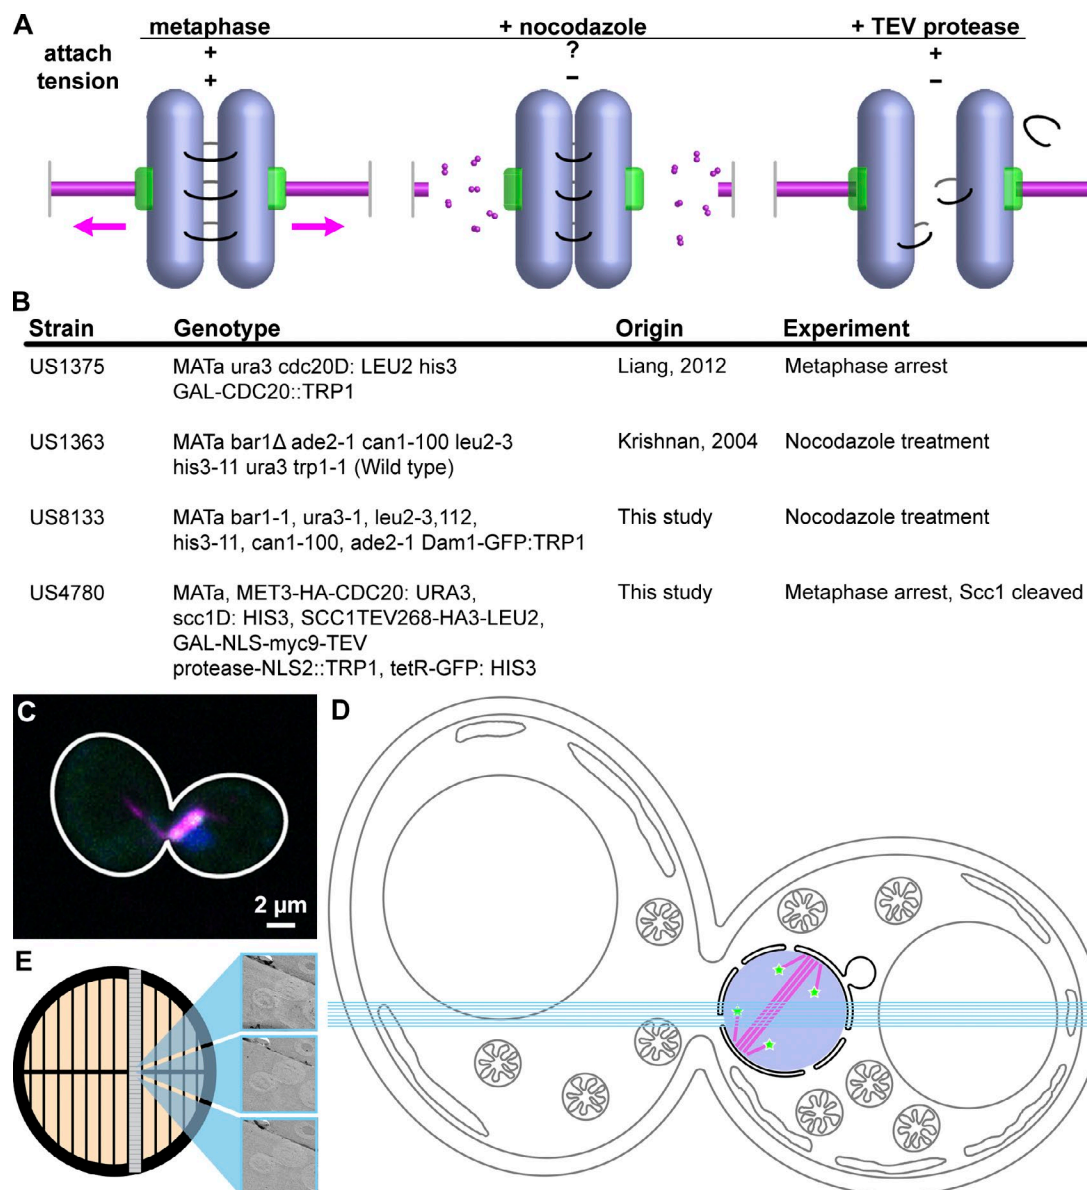 A
metaphase + nocodazole + TEV protease
attach + ? +
tension + − −
B
Strain Genotype Origin Experiment
US1375 MATa ura3 cdc20D: LEU2 his3 Liang, 2012 Metaphase arrest
GAL-CDC20::TRP1
US1363 MATa bar1Δ ade2-1 can1-100 leu2-3 Krishnan, 2004 Nocodazole treatment
his3-11 ura3 trp1-1 (Wild type)
US8133 MATa bar1-1, ura3-1, leu2-3,112, This study Nocodazole treatment
his3-11, can1-100, ade2-1 Dam1-GFP:TRP1
US4780 MATa, MET3-HA-CDC20: URA3, This study Metaphase arrest, Scc1 cleaved
scc1D: HIS3, SCC1TEV268-HA3-LEU2,
GAL-NLS-myc9-TEV
protease-NLS2::TRP1, tetR-GFP: HIS3
C
2 µm
D
E